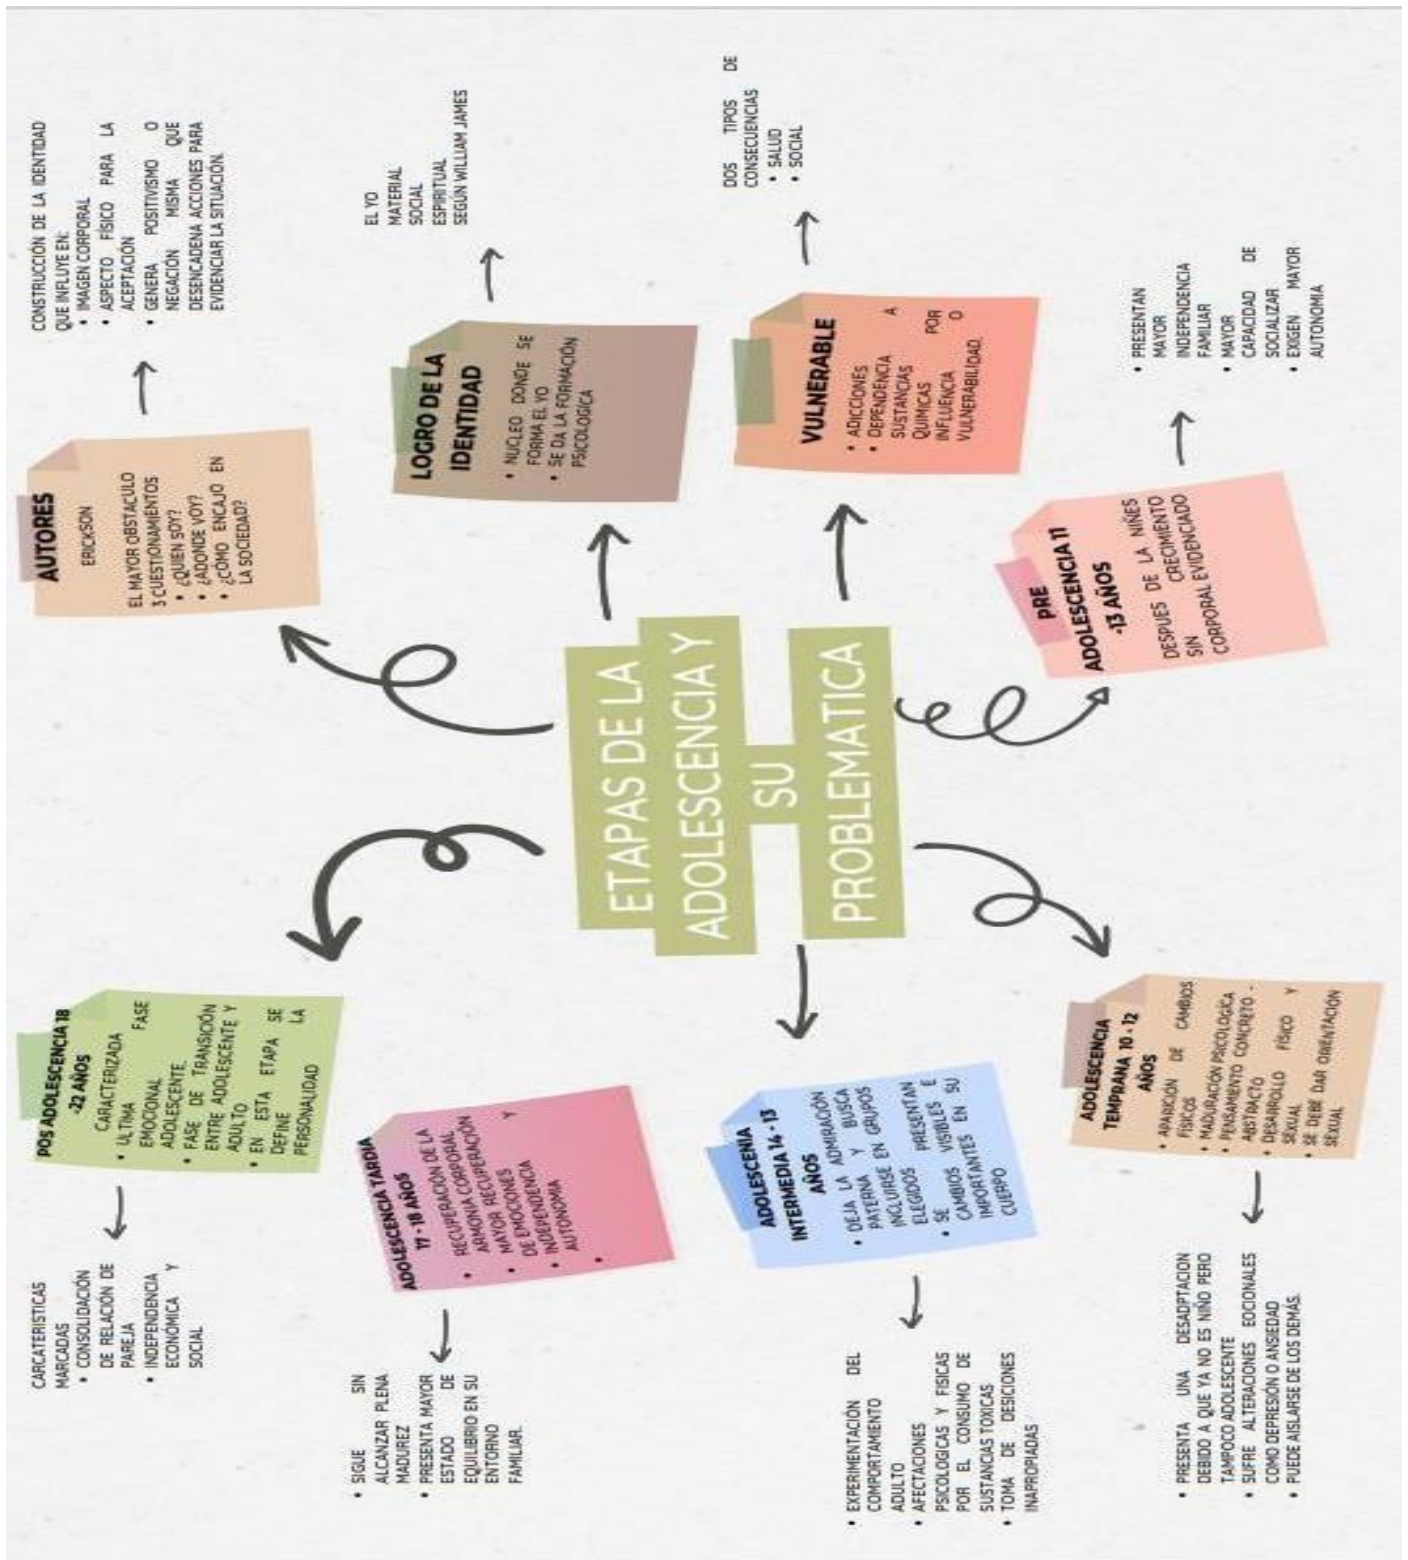 ETAPAS DE LA
ADOLESCENCIA Y
SU
PROBLEMATICA
CARCATERISTICAS
MARCADAS
• CONSOLIDACIÓN
DE RELACIÓN DE
PAREJA
• INDEPENDENCIA
ECONÓMICA Y
SOCIAL
POS ADOLESCENCIA 18
-22 AÑOS
CARACTERIZADA
• ULTIMA FASE
EMOCIONAL
ADOLESCENTE.
• FASE DE TRANSICIÓN
ENTRE ADOLESCENTE Y
ADULTO
• EN ESTA ETAPA SE
DEFINE LA
PERSONALIDAD
AUTORES
ERICKSON
EL MAYOR OBSTACULO
3 CUESTIONAMIENTOS
• ¿QUIEN SOY?
• ¿ADONDE VOY?
• ¿CÓMO ENCAJO EN
LA SOCIEDAD?
CONSTRUCCIÓN DE LA IDENTIDAD
QUE INFLUYE EN:
• IMAGEN CORPORAL
• ASPECTO FÍSICO PARA LA
ACEPTACIÓN
• GENERA POSITIVISMO O
NEGACIÓN MISMA QUE
DESENCADENA ACCIONES PARA
EVIDENCIAR LA SITUACIÓN.
• SIGUE SIN
ALCANZAR PLENA
MADUREZ
• PRESENTA MAYOR
ESTADO DE
EQUILIBRIO EN SU
ENTORNO
FAMILIAR.
ADOLESCENCIA TARDIA
17 - 18 AÑOS
• RECUPERACIÓN DE LA
ARMONIA CORPORAL
• MAYOR RECUPERACIÓN
DE EMOCIONES Y
• INDEPENDENCIA
AUTONOMIA
•
LOGRO DE LA
IDENTIDAD
• NUCLEO DONDE SE
FORMA EL YO
• SE DA LA FORMACIÓN
PSICOLOGICA
EL YO
MATERIAL
SOCIAL
ESPIRITUAL
SEGÚN WILLIAM JAMES
• EXPERIMENTACIÓN DEL
COMPORTAMIENTO
ADULTO
• AFECTACIONES
PSICOLOGICAS Y FISICAS
POR EL CONSUMO DE
SUSTANCIAS TOXICAS
• TOMA DE DESICIONES
INAPROPIADAS
ADOLESCENIA
INTERMEDIA 14 - 13
AÑOS
• DEJA LA ADMIRACIÓN
PATERNA Y BUSCA
INCLUIRSE EN GRUPOS
ELEGIDOS PRESENTAN
• SE VISIBLES E
CAMBIOS EN SU
IMPORTANTES
CUERPO
VULNERABLE
• ADICCIONES
• DEPENDENCIA A
SUSTANCIAS
QUIMICAS POR
INFLUENCIA O
VULNERABILIDAD.
DOS TIPOS DE
CONSECUENCIAS
• SALUD
• SOCIAL
• PRESENTA UNA DESADPTACION
DEBIDO A QUE YA NO ES NIÑO PERO
TAMPOCO ADOLESCENTE
• SUFRE ALTERACIONES EOCIONALES
COMO DEPRESIÓN O ANSIEDAD
• PUEDE AISLARSE DE LOS DEMÁS.
ADOLESCENCIA
TEMPRANA 10 - 12
AÑOS
• APARICIÓN DE CAMBIOS
FÍSICOS
• MADURACIÓN PSICOLOGÍCA
• PENSAMIENTO CONCRETO -
ABSTRACTO
• DESARROLLO FÍSICO Y
SEXUAL
• SE DEBE DAR ORIENTACIÓN
SEXUAL
PRE
ADOLESCENCIA 11
-13 AÑOS
DESPUES DE LA NIÑES
SIN CRECIMIENTO
CORPORAL EVIDENCIADO
• PRESENTAN
MAYOR
INDEPENDENCIA
FAMILIAR
• MAYOR
CAPACIDAD DE
SOCIALIZAR
• EXIGEN MAYOR
AUTONOMIA